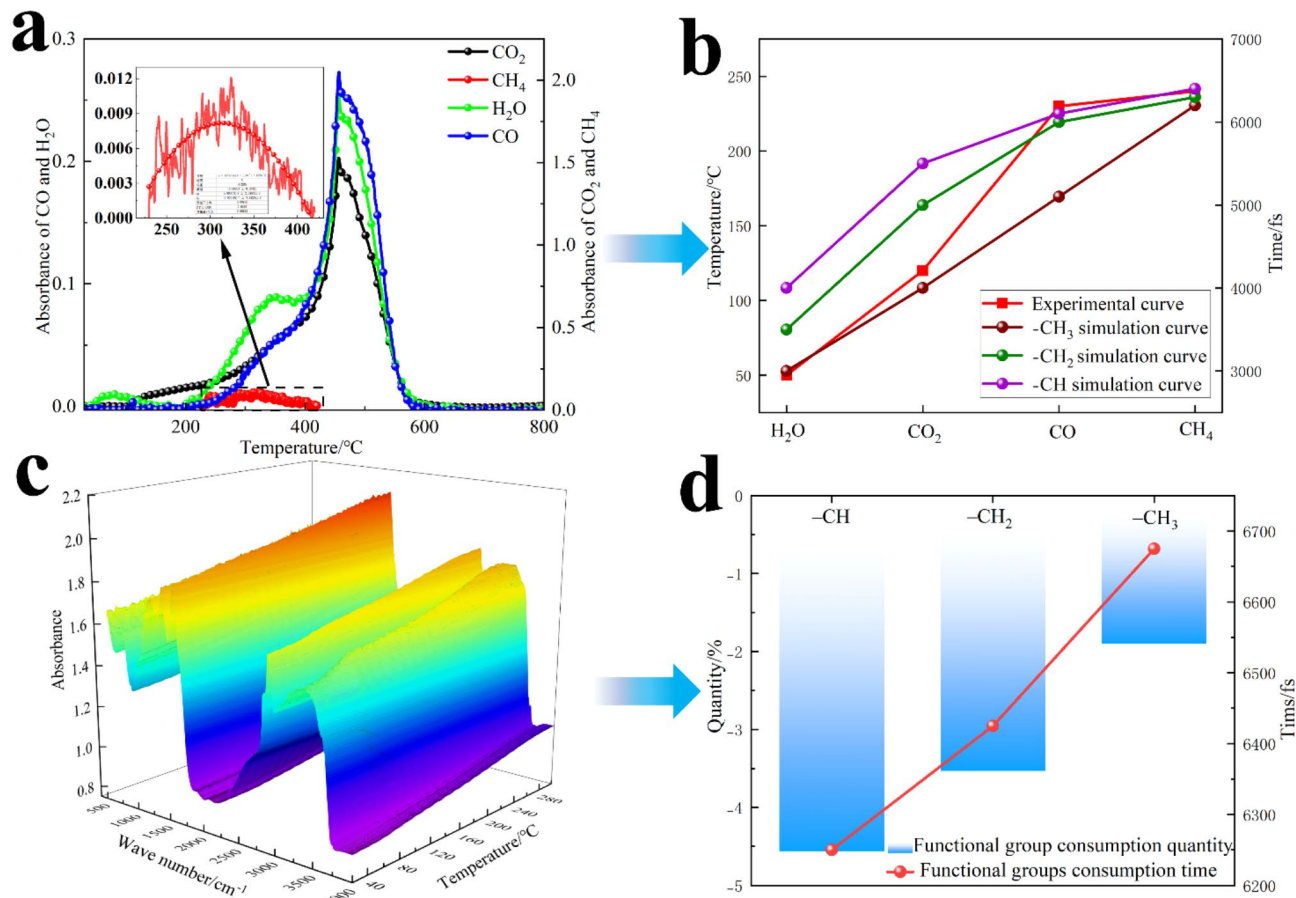 a
0.3
0.2
0.1
0.0
Absorbance of CO and H₂O
0.012
0.009
0.006
0.003
0.000
250 300 350 400
CO₂
CH₄
H₂O
CO
2.0
1.5
1.0
0.5
0.0
Absorbance of CO₂ and CH₄
200 400 600 800
Temperature/°C
b
250
200
150
100
50
Temperature/°C
Experimental curve
-CH₃ simulation curve
-CH₂ simulation curve
-CH simulation curve
7000
6000
5000
4000
3000
Time/fs
H₂O CO₂ CO CH₄
c
2.2
2.0
1.8
1.6
1.4
1.2
1.0
0.8
Absorbance
500
1000
1500
2000
2500
3000
3500
Wave number/cm⁻¹
40
80
120
160
200
240
280
Temperature/°C
d
0
-1
-2
-3
-4
-5
Quantity/%
–CH –CH₂ –CH₃
Functional group consumption quantity
Functional groups consumption time
6700
6600
6500
6400
6300
6200
Tims/fs